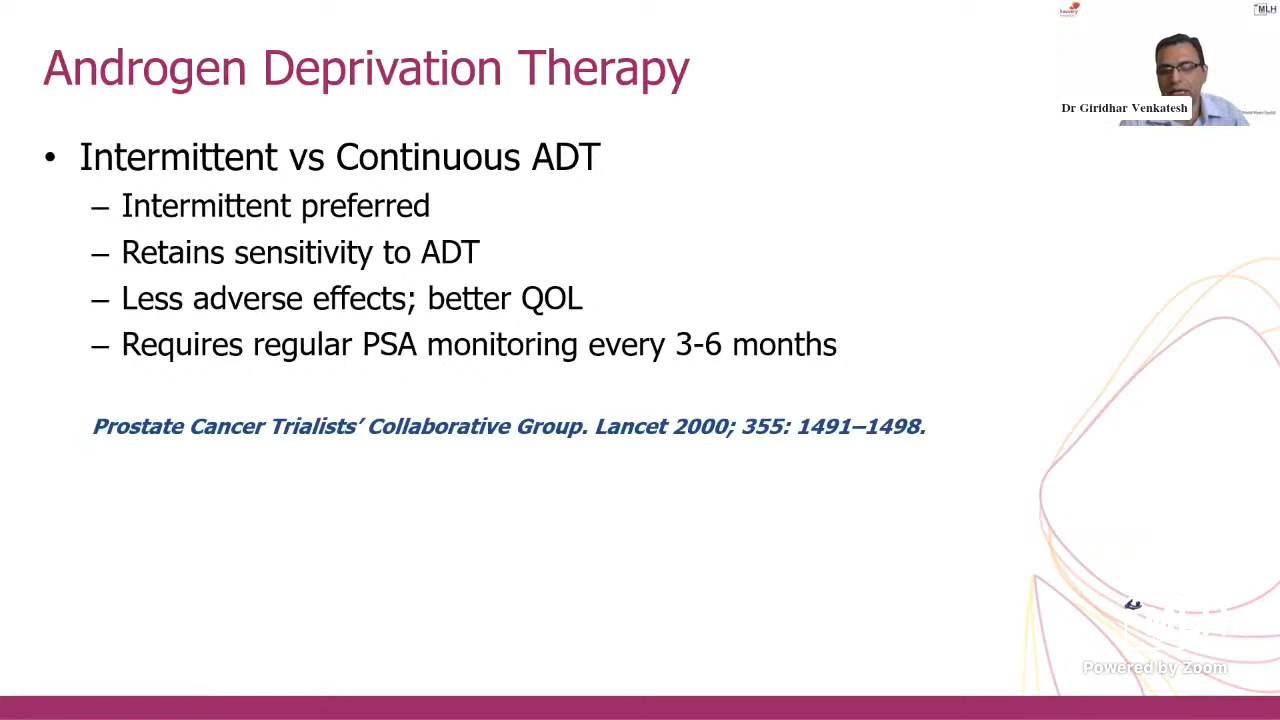 MLH
Androgen Deprivation Therapy
Dr Giridhar Venkatesh
• Intermittent vs Continuous ADT
– Intermittent preferred
– Retains sensitivity to ADT
– Less adverse effects; better QOL
– Requires regular PSA monitoring every 3-6 months
Prostate Cancer Trialists’ Collaborative Group. Lancet 2000; 355: 1491–1498.
Powered by Zoom